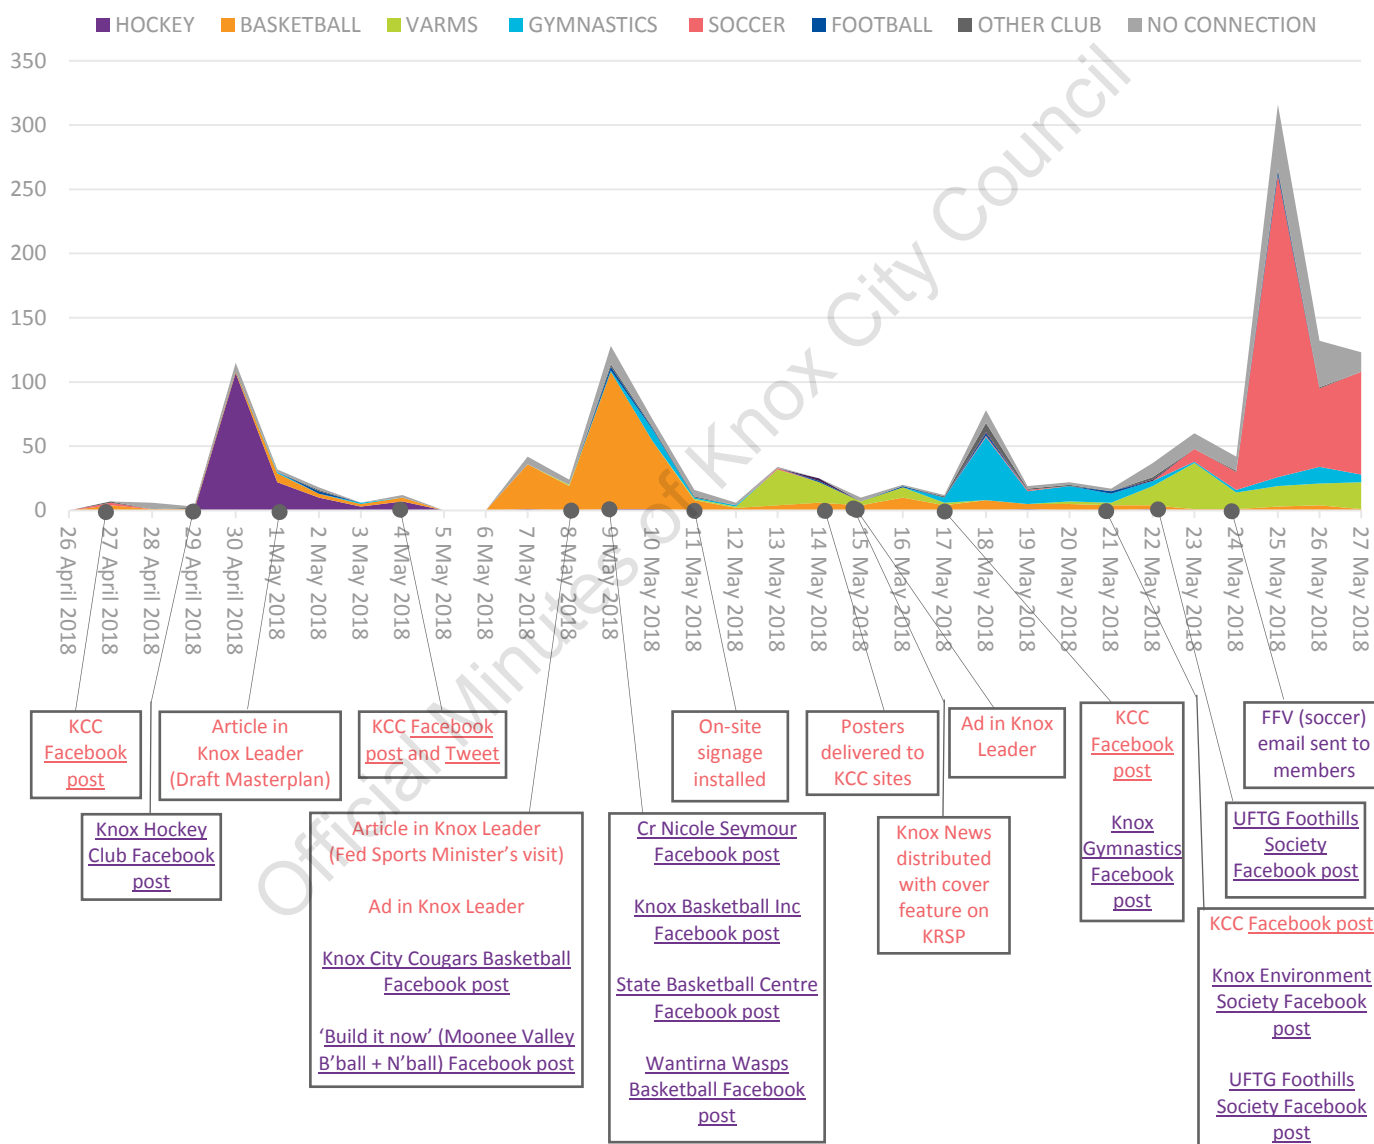 HOCKEY BASKETBALL VARMS GYMNASTICS SOCCER FOOTBALL OTHER CLUB NO CONNECTION
350
300
250
200
150
100
50
0
26 April 2018
27 April 2018
28 April 2018
29 April 2018
30 April 2018
1 May 2018
2 May 2018
3 May 2018
4 May 2018
5 May 2018
6 May 2018
7 May 2018
8 May 2018
9 May 2018
10 May 2018
11 May 2018
12 May 2018
13 May 2018
14 May 2018
15 May 2018
16 May 2018
17 May 2018
18 May 2018
19 May 2018
20 May 2018
21 May 2018
22 May 2018
23 May 2018
24 May 2018
25 May 2018
26 May 2018
27 May 2018
Official Minutes of Knox City Council
KCC
Facebook
post
Knox Hockey
Club Facebook
post
Article in
Knox Leader
(Draft Masterplan)
KCC Facebook
post and Tweet
Article in Knox Leader
(Fed Sports Minister's visit)
Ad in Knox Leader
Knox City Cougars Basketball
Facebook post
‘Build it now’ (Moonee Valley
B’ball + N’ball) Facebook post
Cr Nicole Seymour
Facebook post
Knox Basketball Inc
Facebook post
State Basketball Centre
Facebook post
Wantirna Wasps
Basketball Facebook
post
On-site
signage
installed
Posters
delivered to
KCC sites
Knox News
distributed
with cover
feature on
KRSP
Ad in Knox
Leader
KCC
Facebook
post
Knox
Gymnastics
Facebook
post
KCC Facebook post
Knox Environment
Society Facebook
post
UFTG Foothills
Society Facebook
post
UFTG Foothills
Society
Facebook post
FFV (soccer)
email sent to
members